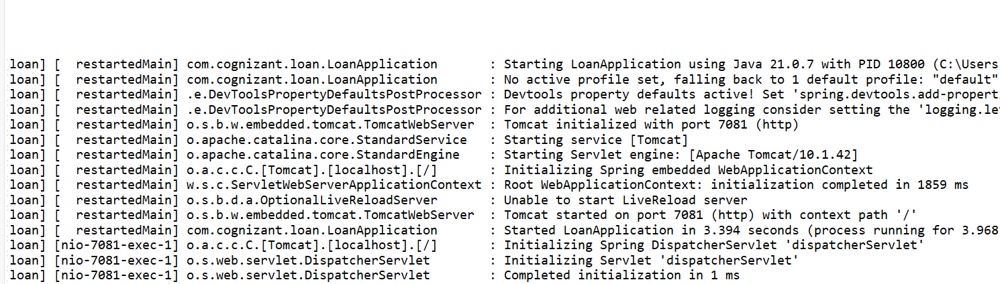 loan] [  restartedMain] com.cognizant.loan.LoanApplication       : Starting LoanApplication using Java 21.0.7 with PID 10800 (C:\Users
loan] [  restartedMain] com.cognizant.loan.LoanApplication       : No active profile set, falling back to 1 default profile: "default"
loan] [  restartedMain] .e.DevToolsPropertyDefaultsPostProcessor : Devtools property defaults active! Set 'spring.devtools.add-propert
loan] [  restartedMain] .e.DevToolsPropertyDefaultsPostProcessor : For additional web related logging consider setting the 'logging.le
loan] [  restartedMain] o.s.b.w.embedded.tomcat.TomcatWebServer  : Tomcat initialized with port 7081 (http)
loan] [  restartedMain] o.apache.catalina.core.StandardService   : Starting service [Tomcat]
loan] [  restartedMain] o.apache.catalina.core.StandardEngine    : Starting Servlet engine: [Apache Tomcat/10.1.42]
loan] [  restartedMain] o.a.c.c.C.[Tomcat].[localhost].[/]       : Initializing Spring embedded WebApplicationContext
loan] [  restartedMain] w.s.c.ServletWebServerApplicationContext : Root WebApplicationContext: initialization completed in 1859 ms
loan] [  restartedMain] o.s.b.d.a.OptionalLiveReloadServer       : Unable to start LiveReload server
loan] [  restartedMain] o.s.b.w.embedded.tomcat.TomcatWebServer  : Tomcat started on port 7081 (http) with context path '/'
loan] [  restartedMain] com.cognizant.loan.LoanApplication       : Started LoanApplication in 3.394 seconds (process running for 3.968
loan] [nio-7081-exec-1] o.a.c.c.C.[Tomcat].[localhost].[/]       : Initializing Spring DispatcherServlet 'dispatcherServlet'
loan] [nio-7081-exec-1] o.s.web.servlet.DispatcherServlet        : Initializing Servlet 'dispatcherServlet'
loan] [nio-7081-exec-1] o.s.web.servlet.DispatcherServlet        : Completed initialization in 1 ms